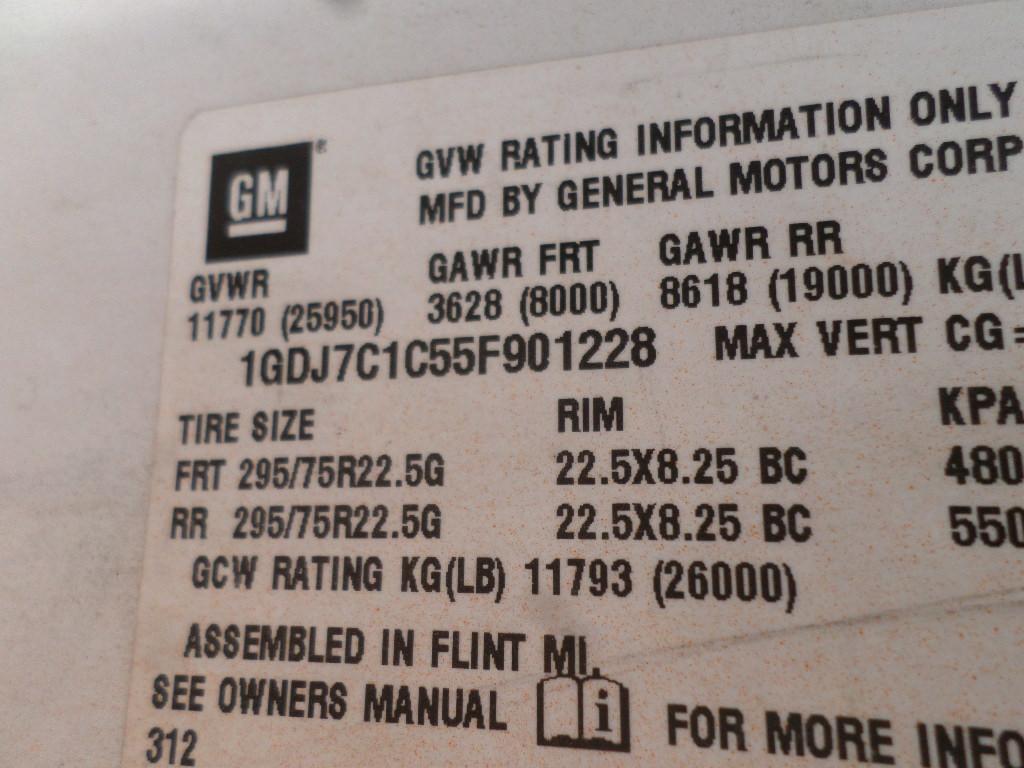 GM ®
GVW RATING INFORMATION ONLY
MFD BY GENERAL MOTORS CORP
GVWR GAWR FRT GAWR RR
11770 (25950) 3628 (8000) 8618 (19000) KG(L
1GDJ7C1C55F901228 MAX VERT CG =
TIRE SIZE RIM KPA
FRT 295/75R22.5G 22.5X8.25 BC 480
RR 295/75R22.5G 22.5X8.25 BC 550
GCW RATING KG(LB) 11793 (26000)
ASSEMBLED IN FLINT MI.
SEE OWNERS MANUAL i FOR MORE INFO
312